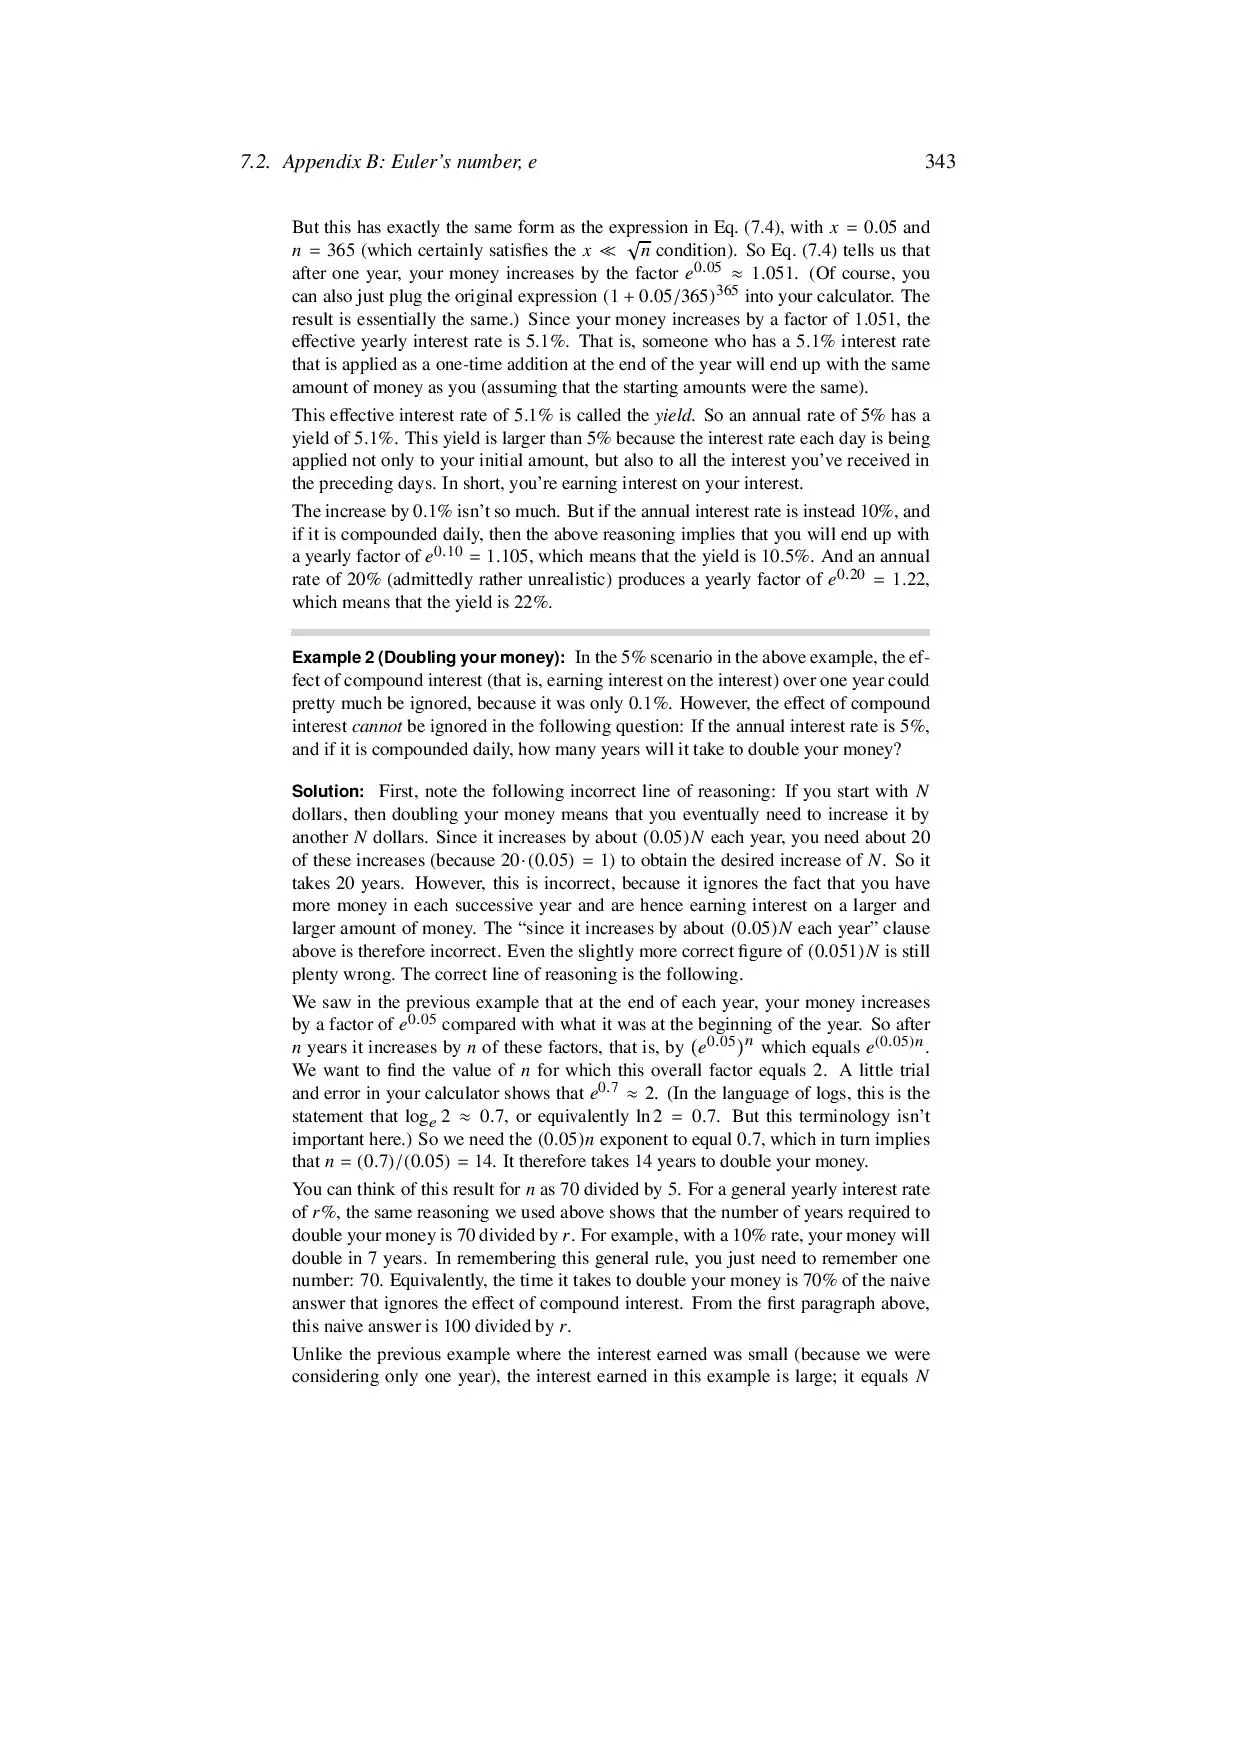 7.2. Appendix B: Euler's number, e 343
But this has exactly the same form as the expression in Eq. (7.4), with x = 0.05 and
n = 365 (which certainly satisfies the x ≪ √n condition). So Eq. (7.4) tells us that
after one year, your money increases by the factor e^0.05 ≈ 1.051. (Of course, you
can also just plug the original expression (1 + 0.05/365)^365 into your calculator. The
result is essentially the same.) Since your money increases by a factor of 1.051, the
effective yearly interest rate is 5.1%. That is, someone who has a 5.1% interest rate
that is applied as a one-time addition at the end of the year will end up with the same
amount of money as you (assuming that the starting amounts were the same).
This effective interest rate of 5.1% is called the yield. So an annual rate of 5% has a
yield of 5.1%. This yield is larger than 5% because the interest rate each day is being
applied not only to your initial amount, but also to all the interest you've received in
the preceding days. In short, you're earning interest on your interest.
The increase by 0.1% isn't so much. But if the annual interest rate is instead 10%, and
if it is compounded daily, then the above reasoning implies that you will end up with
a yearly factor of e^0.10 = 1.105, which means that the yield is 10.5%. And an annual
rate of 20% (admittedly rather unrealistic) produces a yearly factor of e^0.20 = 1.22,
which means that the yield is 22%.
Example 2 (Doubling your money): In the 5% scenario in the above example, the ef-
fect of compound interest (that is, earning interest on the interest) over one year could
pretty much be ignored, because it was only 0.1%. However, the effect of compound
interest cannot be ignored in the following question: If the annual interest rate is 5%,
and if it is compounded daily, how many years will it take to double your money?
Solution: First, note the following incorrect line of reasoning: If you start with N
dollars, then doubling your money means that you eventually need to increase it by
another N dollars. Since it increases by about (0.05)N each year, you need about 20
of these increases (because 20·(0.05) = 1) to obtain the desired increase of N. So it
takes 20 years. However, this is incorrect, because it ignores the fact that you have
more money in each successive year and are hence earning interest on a larger and
larger amount of money. The “since it increases by about (0.05)N each year” clause
above is therefore incorrect. Even the slightly more correct figure of (0.051)N is still
plenty wrong. The correct line of reasoning is the following.
We saw in the previous example that at the end of each year, your money increases
by a factor of e^0.05 compared with what it was at the beginning of the year. So after
n years it increases by n of these factors, that is, by (e^0.05)^n which equals e^(0.05)n.
We want to find the value of n for which this overall factor equals 2. A little trial
and error in your calculator shows that e^0.7 ≈ 2. (In the language of logs, this is the
statement that log_e 2 ≈ 0.7, or equivalently ln 2 = 0.7. But this terminology isn't
important here.) So we need the (0.05)n exponent to equal 0.7, which in turn implies
that n = (0.7)/(0.05) = 14. It therefore takes 14 years to double your money.
You can think of this result for n as 70 divided by 5. For a general yearly interest rate
of r%, the same reasoning we used above shows that the number of years required to
double your money is 70 divided by r. For example, with a 10% rate, your money will
double in 7 years. In remembering this general rule, you just need to remember one
number: 70. Equivalently, the time it takes to double your money is 70% of the naive
answer that ignores the effect of compound interest. From the first paragraph above,
this naive answer is 100 divided by r.
Unlike the previous example where the interest earned was small (because we were
considering only one year), the interest earned in this example is large; it equals N